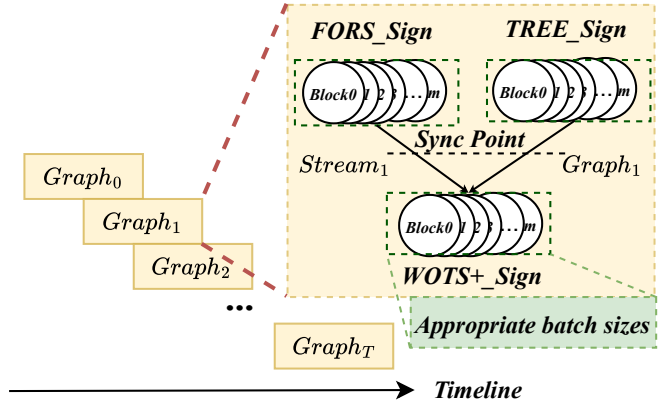 FORS_Sign
TREE_Sign
Block0 1 2 3 ... m
Block0 1 2 3 ... m
Sync Point
Stream₁
Graph₁
Block0 1 2 3 ... m
WOTS+_Sign
Appropriate batch sizes
Graph₀
Graph₁
Graph₂
...
Graph_T
Timeline